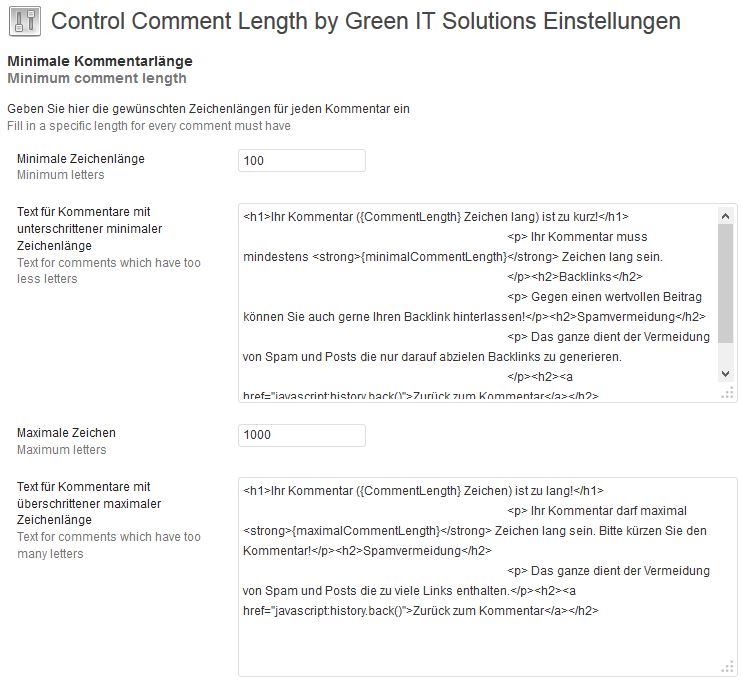 Control Comment Length by Green IT Solutions Einstellungen
Minimale Kommentarlänge
Minimum comment length
Geben Sie hier die gewünschten Zeichenlängen für jeden Kommentar ein
Fill in a specific length for every comment must have
Minimale Zeichenlänge
Minimum letters
100
Text für Kommentare mit
unterschrittener minimaler
Zeichenlänge
Text for comments which have too
less letters
<h1>Ihr Kommentar ({CommentLength} Zeichen lang) ist zu kurz!</h1>
<p> Ihr Kommentar muss
mindestens <strong>{minimalCommentLength}</strong> Zeichen lang sein.
</p><h2>Backlinks</h2>
<p> Gegen einen wertvollen Beitrag
können Sie auch gerne Ihren Backlink hinterlassen!</p><h2>Spamvermeidung</h2>
<p> Das ganze dient der Vermeidung
von Spam und Posts die nur darauf abzielen Backlinks zu generieren.
</p><h2><a
href="javascript:history.back()">Zurück zum Kommentar</a></h2>
Maximale Zeichen
Maximum letters
1000
Text für Kommentare mit
überschrittener maximaler
Zeichenlänge
Text for comments which have too
many letters
<h1>Ihr Kommentar ({CommentLength} Zeichen) ist zu lang!</h1>
<p> Ihr Kommentar darf maximal
<strong>{maximalCommentLength}</strong> Zeichen lang sein. Bitte kürzen Sie den
Kommentar!</p><h2>Spamvermeidung</h2>
<p> Das ganze dient der Vermeidung
von Spam und Posts die zu viele Links enthalten.</p><h2><a
href="javascript:history.back()">Zurück zum Kommentar</a></h2>